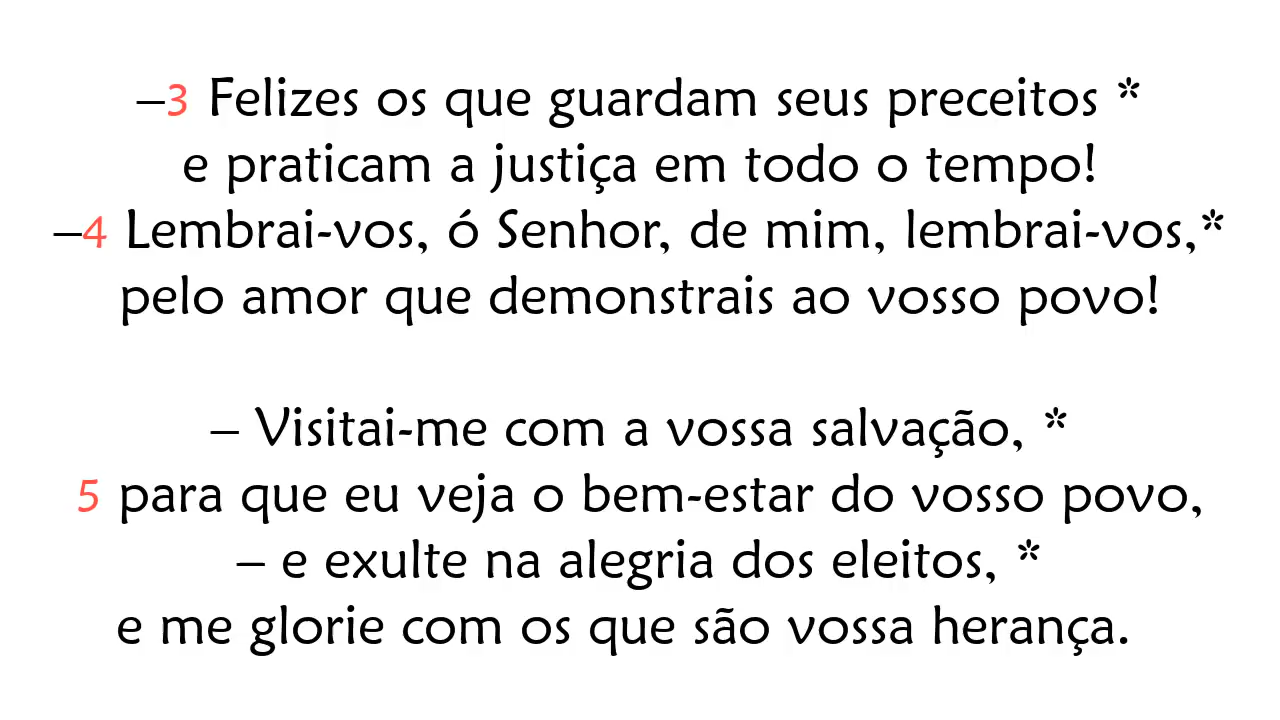 –3 Felizes os que guardam seus preceitos *
e praticam a justiça em todo o tempo!
–4 Lembrai-vos, ó Senhor, de mim, lembrai-vos,*
pelo amor que demonstrais ao vosso povo!
– Visitai-me com a vossa salvação, *
5 para que eu veja o bem-estar do vosso povo,
– e exulte na alegria dos eleitos, *
e me glorie com os que são vossa herança.